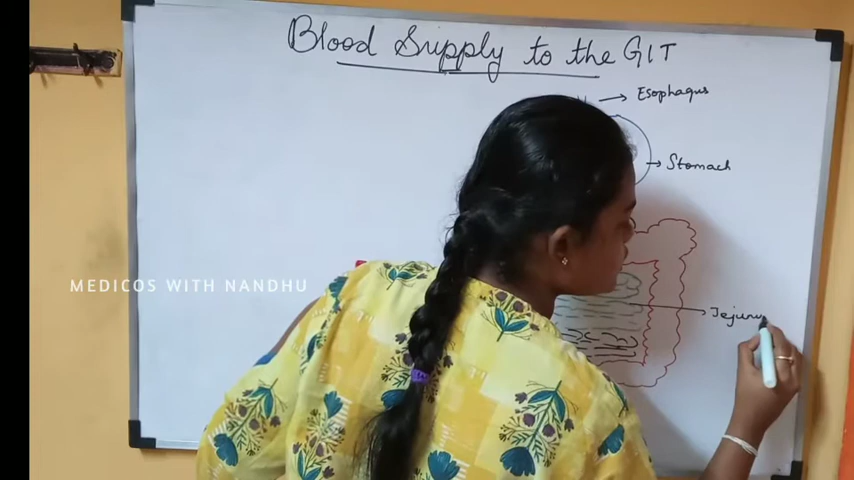 Blood Supply to the GIT
Esophagus
Stomach
MEDICOS WITH NANDHU